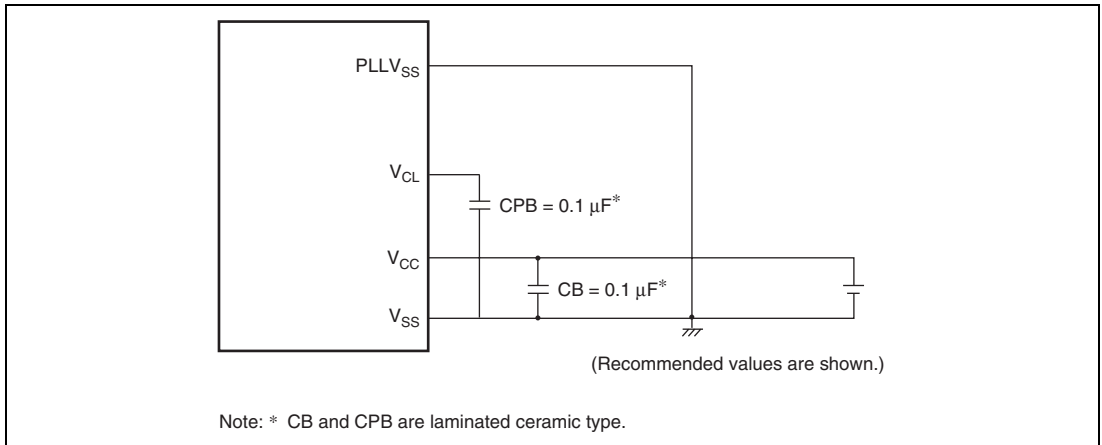 PLLVSS
VCL
CPB = 0.1 μF*
VCC
CB = 0.1 μF*
VSS
(Recommended values are shown.)
Note: * CB and CPB are laminated ceramic type.